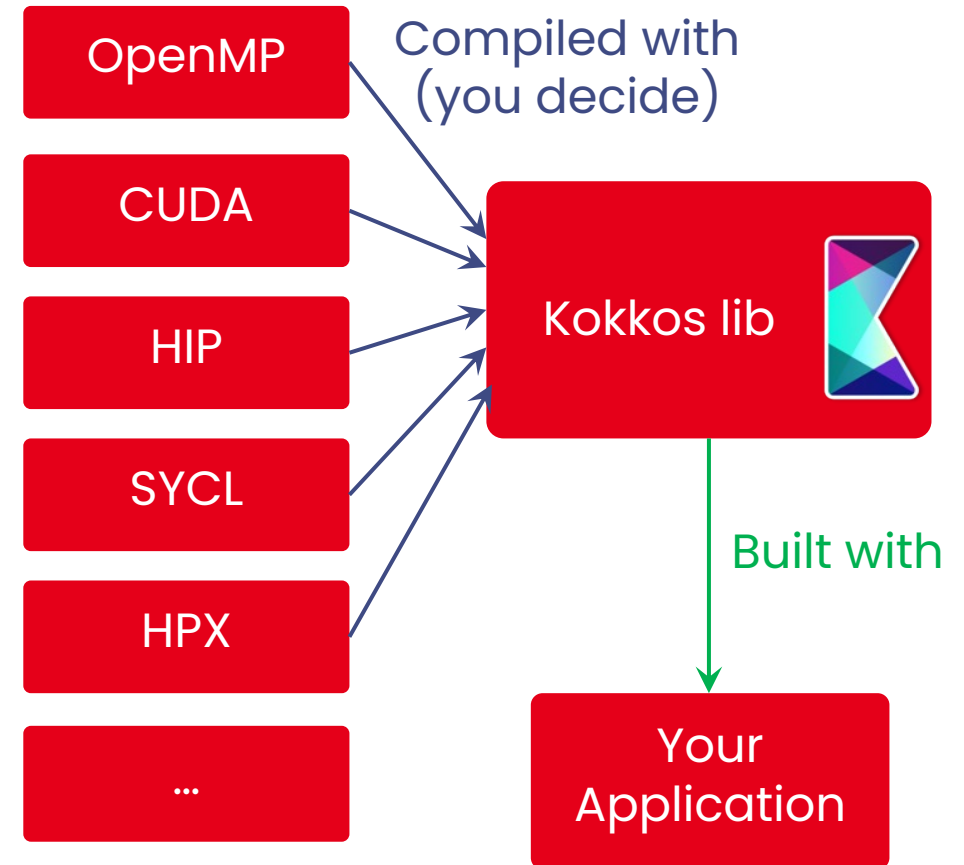 OpenMP
Compiled with
(you decide)
CUDA
HIP
Kokkos lib
SYCL
HPX
Built with
...
Your
Application